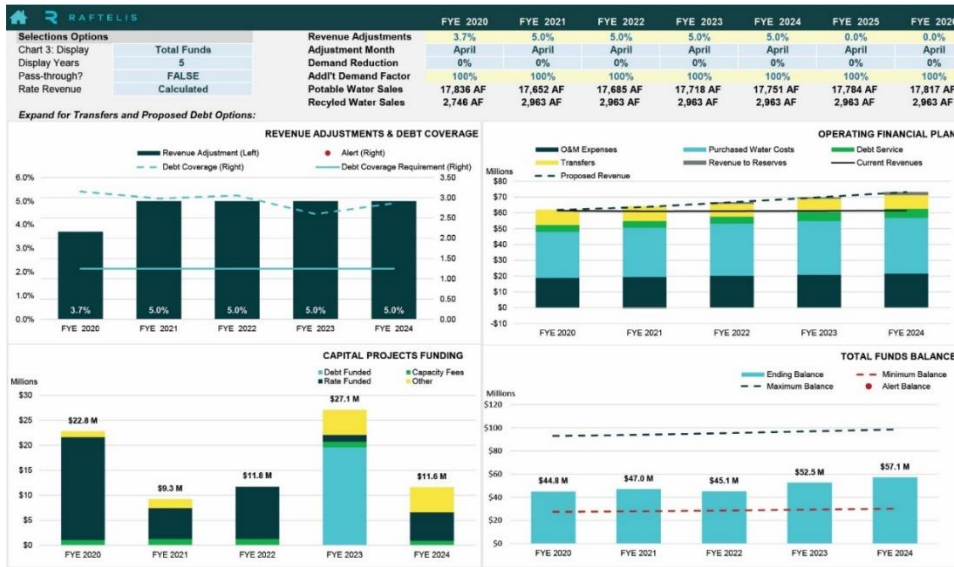 RAFTELIS
FYE 2020 FYE 2021 FYE 2022 FYE 2023 FYE 2024 FYE 2025 FYE 2026
Selections Options
Revenue Adjustments 3.7% 5.0% 5.0% 5.0% 5.0% 0.0% 0.0%
Chart 3: Display Total Funds
Adjustment Month April April April April April April April
Display Years 5
Demand Reduction 0% 0% 0% 0% 0% 0% 0%
Pass-through? FALSE
Addl't Demand Factor 100% 100% 100% 100% 100% 100% 100%
Rate Revenue Calculated
Potable Water Sales 17,836 AF 17,652 AF 17,685 AF 17,718 AF 17,751 AF 17,784 AF 17,817 AF
Recyled Water Sales 2,746 AF 2,963 AF 2,963 AF 2,963 AF 2,963 AF 2,963 AF 2,963 AF
Expand for Transfers and Proposed Debt Options:
REVENUE ADJUSTMENTS & DEBT COVERAGE
Revenue Adjustment (Left) Alert (Right)
Debt Coverage (Right) Debt Coverage Requirement (Right)
6.0% 3.50
5.0% 3.00
2.50
4.0%
2.00
3.0%
1.50
2.0%
1.00
1.0% 0.50
3.7% 5.0% 5.0% 5.0% 5.0%
0.0% 0.00
FYE 2020 FYE 2021 FYE 2022 FYE 2023 FYE 2024
OPERATING FINANCIAL PLAN
O&M Expenses Purchased Water Costs Debt Service
Transfers Revenue to Reserves Current Revenues
Proposed Revenue
Millions
$80
$70
$60
$50
$40
$30
$20
$10
$0
-$10
FYE 2020 FYE 2021 FYE 2022 FYE 2023 FYE 2024
CAPITAL PROJECTS FUNDING
Debt Funded Capacity Fees
Rate Funded Other
Millions
$30
$27.1 M
$25
$22.8 M
$20
$15
$11.8 M $11.6 M
$10
$9.3 M
$5
$0
FYE 2020 FYE 2021 FYE 2022 FYE 2023 FYE 2024
TOTAL FUNDS BALANCE
Ending Balance Minimum Balance
Maximum Balance Alert Balance
Millions
$120
$100
$80
$60
$44.8 M $47.0 M $45.1 M $52.5 M $57.1 M
$40
$20
$0
FYE 2020 FYE 2021 FYE 2022 FYE 2023 FYE 2024